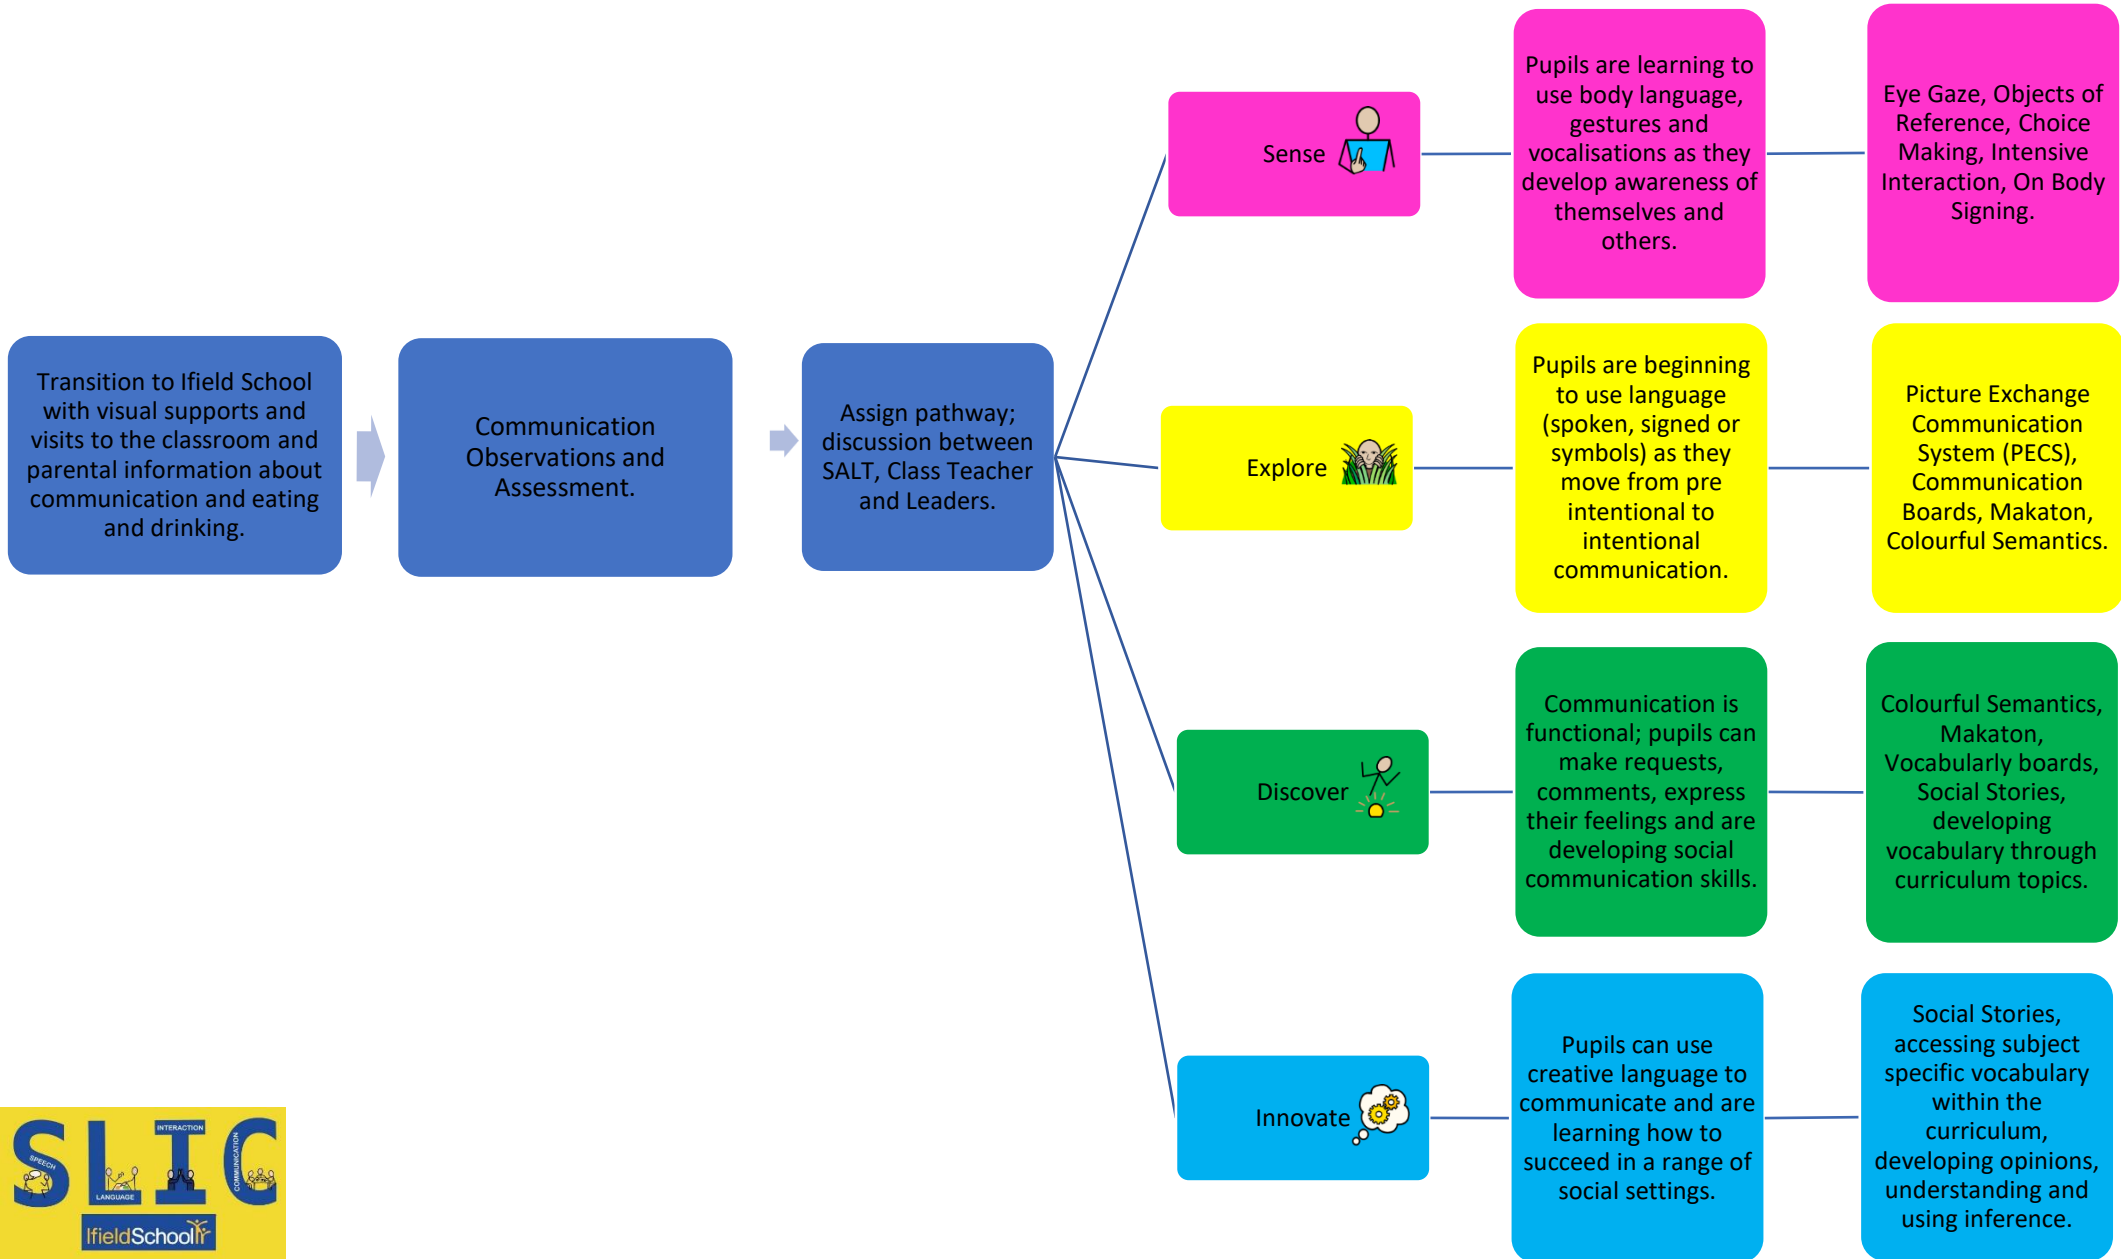 Transition to Ifield School
with visual supports and
visits to the classroom and
parental information about
communication and eating
and drinking.
Communication
Observations and
Assessment.
Assign pathway;
discussion between
SALT, Class Teacher
and Leaders.
Sense
Pupils are learning to
use body language,
gestures and
vocalisations as they
develop awareness of
themselves and
others.
Eye Gaze, Objects of
Reference, Choice
Making, Intensive
Interaction, On Body
Signing.
Explore
Pupils are beginning
to use language
(spoken, signed or
symbols) as they
move from pre
intentional to
intentional
communication.
Picture Exchange
Communication
System (PECS),
Communication
Boards, Makaton,
Colourful Semantics.
Discover
Communication is
functional; pupils can
make requests,
comments, express
their feelings and are
developing social
communication skills.
Colourful Semantics,
Makaton,
Vocabularly boards,
Social Stories,
developing
vocabulary through
curriculum topics.
Innovate
Pupils can use
creative language to
communicate and are
learning how to
succeed in a range of
social settings.
Social Stories,
accessing subject
specific vocabulary
within the
curriculum,
developing opinions,
understanding and
using inference.
SLIC
SPEECH
LANGUAGE
INTERACTION
COMMUNICATION
IfieldSchool